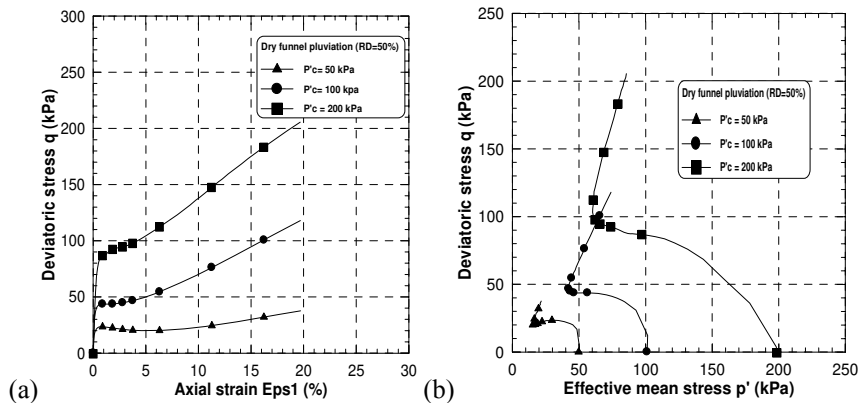 300
250
200
150
100
50
0
Deviatoric stress q (kPa)
Dry funnel pluviation (RD=50%)
P'c= 50 kPa
P'c= 100 kpa
P'c = 200 kPa
0 5 10 15 20 25 30
Axial strain Eps1 (%)
(a)
250
200
150
100
50
0
Deviatoric stress q (kPa)
Dry funnel pluviation (RD=50%)
P'c = 50 kPa
P'c = 100 kPa
P'c = 200 kPa
0 50 100 150 200 250
Effective mean stress p' (kPa)
(b)